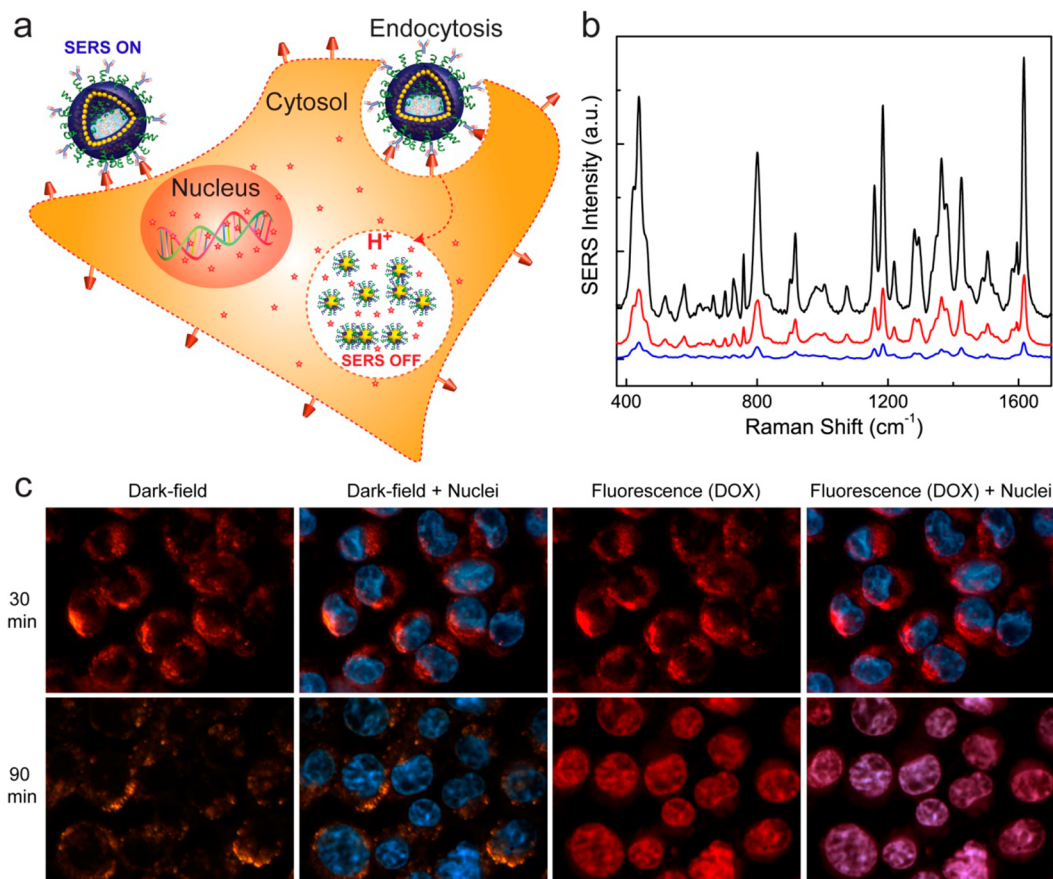 a
SERS ON
Endocytosis
Cytosol
Nucleus
H+
SERS OFF
b
SERS Intensity (a.u.)
400 800 1200 1600
Raman Shift (cm-1)
c
Dark-field Dark-field + Nuclei Fluorescence (DOX) Fluorescence (DOX) + Nuclei
30
min
90
min